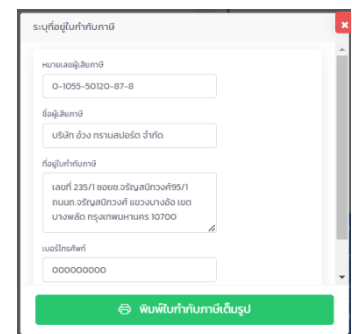 ระบุที่อยู่ใบกำกับภาษี
หมายเลขผู้เสียภาษี
0-1055-50120-87-8
ชื่อผู้เสียภาษี
บริษัท อ๋วง ทรานสปอร์ต จำกัด
ที่อยู่ใบกำกับภาษี
เลขที่ 235/1 ซอยซ.จรัญสนิทวงศ์95/1
ถนนถ.จรัญสนิทวงศ์ แขวงบางอ้อ เขต
บางพลัด กรุงเทพมหานคร 10700
เบอร์โทรศัพท์
000000000
พิมพ์ใบกำกับภาษีเต็มรูป